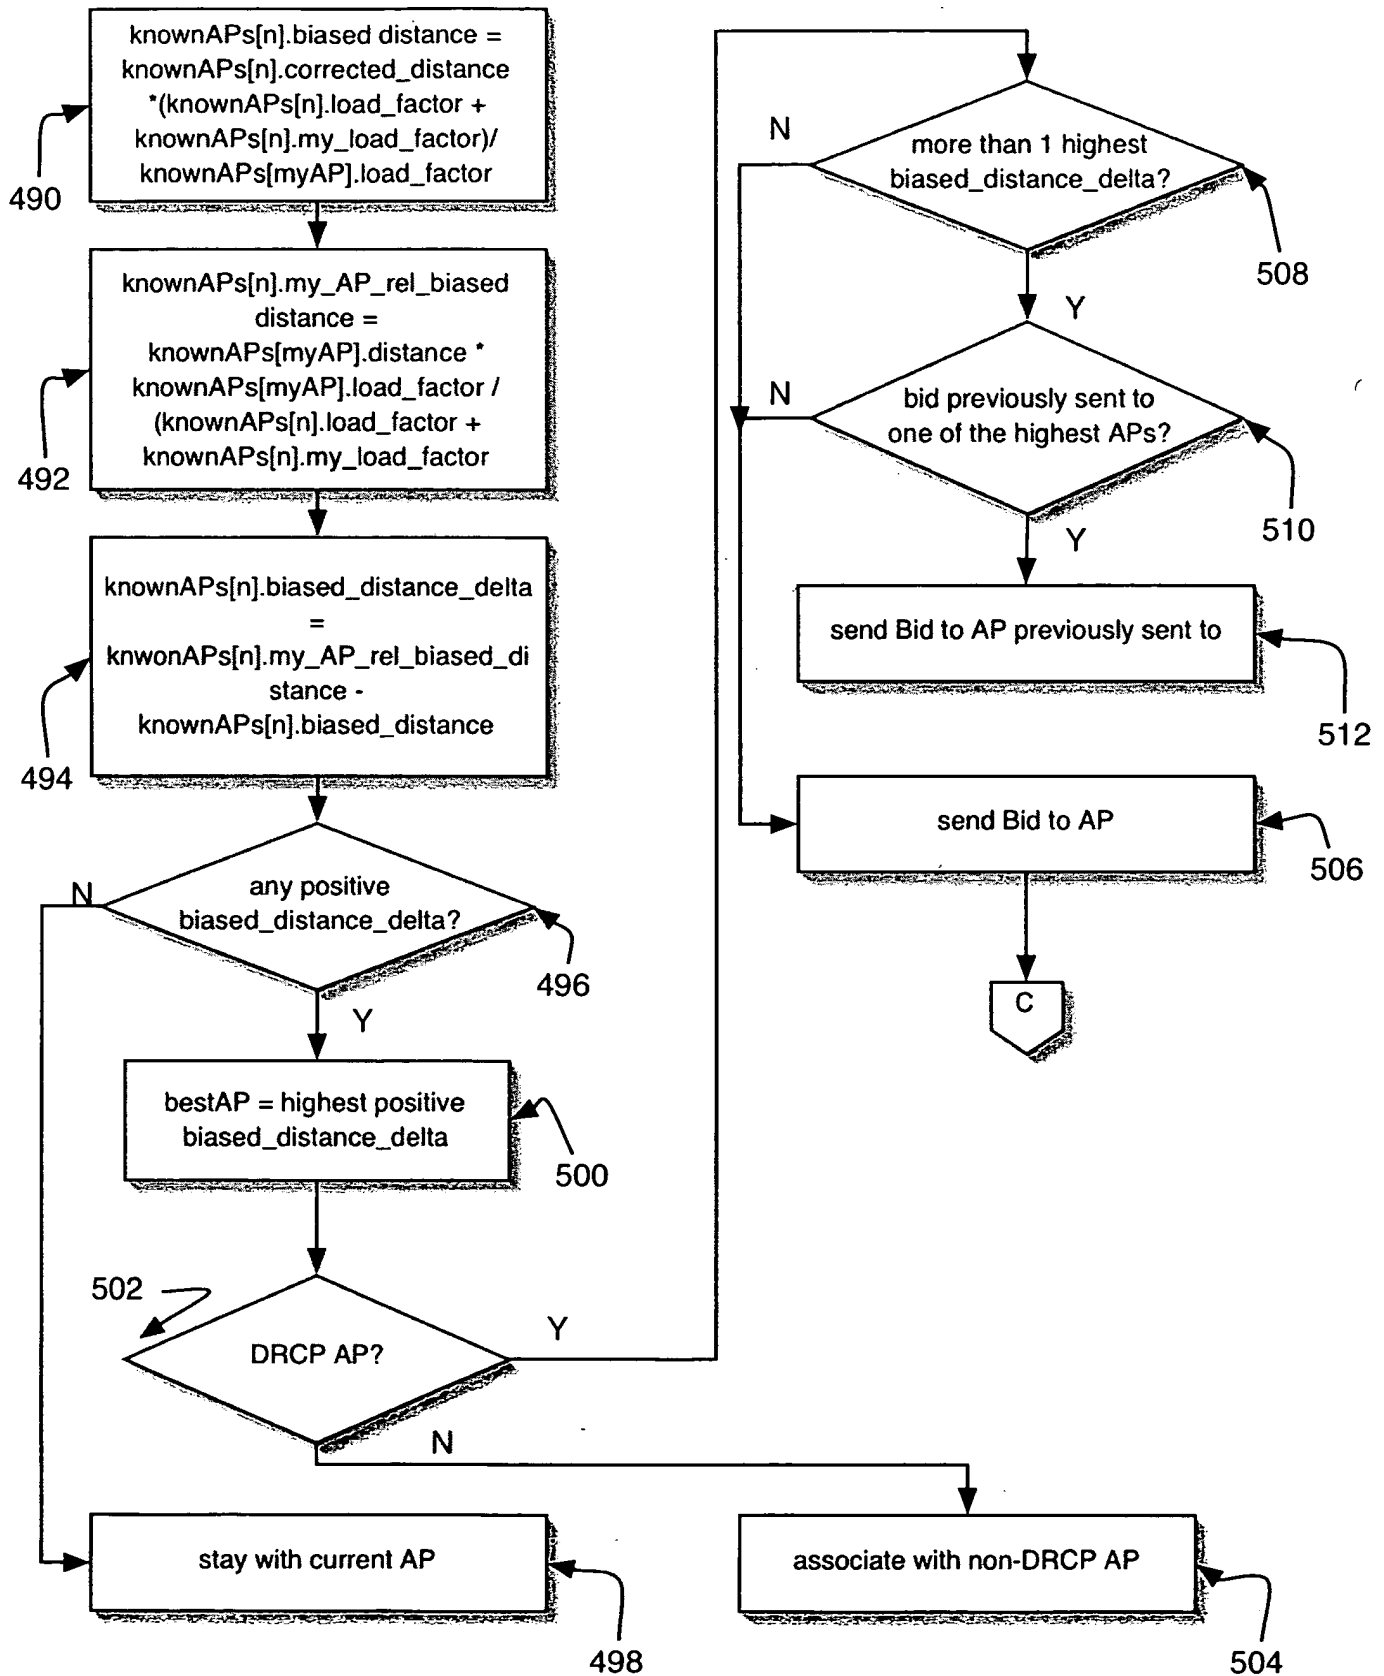 knownAPs[n].biased distance =
knownAPs[n].corrected_distance
*(knownAPs[n].load_factor +
knownAPs[n].my_load_factor)/
knownAPs[myAP].load_factor
490
knownAPs[n].my_AP_rel_biased
distance =
knownAPs[myAP].distance *
knownAPs[myAP].load_factor /
(knownAPs[n].load_factor +
knownAPs[n].my_load_factor
492
knownAPs[n].biased_distance_delta
=
knwonAPs[n].my_AP_rel_biased_di
stance -
knownAPs[n].biased_distance
494
any positive
biased_distance_delta?
N
496
Y
bestAP = highest positive
biased_distance_delta
500
502
DRCP AP?
Y
N
stay with current AP
498
associate with non-DRCP AP
504
more than 1 highest
biased_distance_delta?
N
508
Y
bid previously sent to
one of the highest APs?
N
510
Y
send Bid to AP previously sent to
512
send Bid to AP
506
C